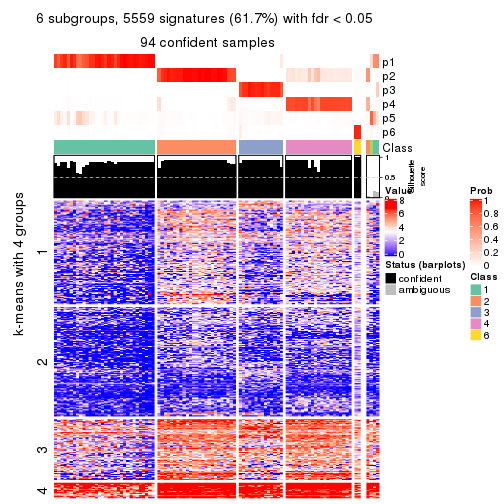 6 subgroups, 5559 signatures (61.7%) with fdr < 0.05
94 confident samples
p1
p2
p3
p4
p5
p6
Class
1
0.5
0
Silhouette
score
k-means with 4 groups
1
2
3
4
Value
8
6
4
2
0
Status (barplots)
confident
ambiguous
Prob
1
0.8
0.6
0.4
0.2
0
Class
1
2
3
4
6